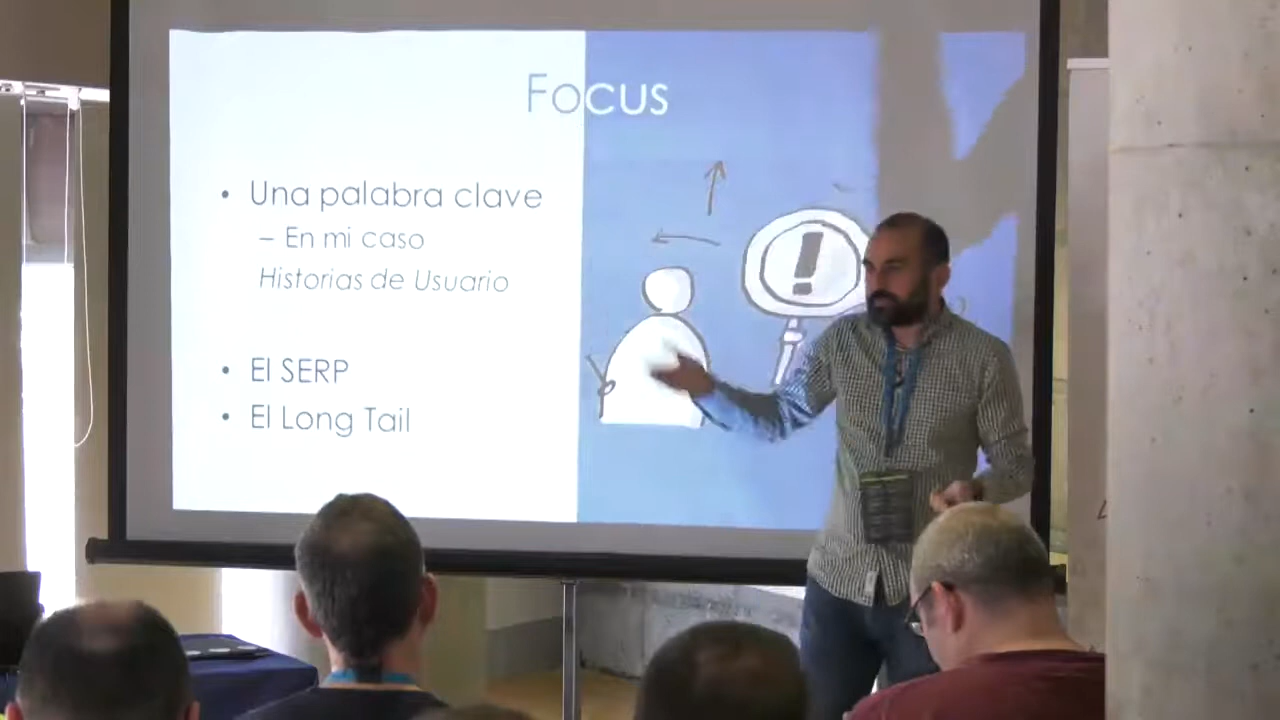 Focus
• Una palabra clave
– En mi caso
Historias de Usuario
• El SERP
• El Long Tail
!